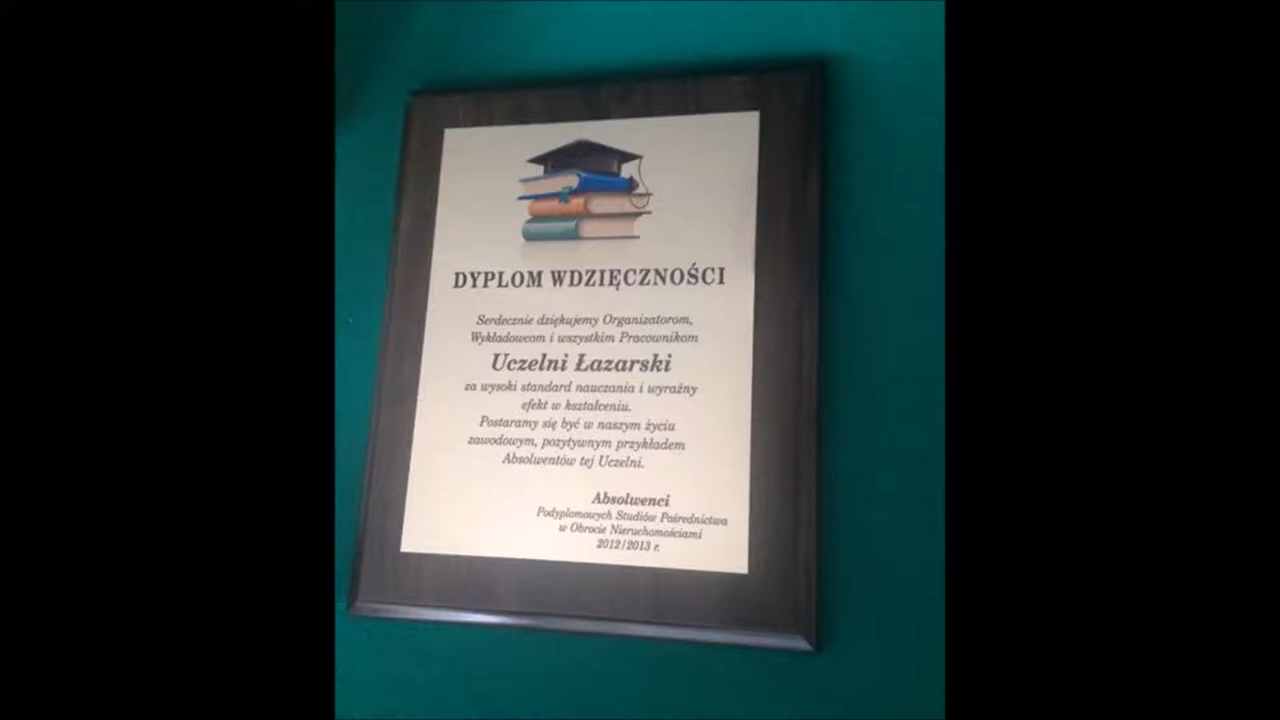 DYPLOM WDZIĘCZNOŚCI
Serdecznie dziękujemy Organizatorom,
Wykładowcom i wszystkim Pracownikom
Uczelni Łazarski
za wysoki standard nauczania i wyraźny
efekt w kształceniu.
Postaramy się być w naszym życiu
zawodowym, pozytywnym przykładem
Absolwentów tej Uczelni.
Absolwenci
Podyplomowych Studiów Pośrednictwa
w Obrocie Nieruchomościami
2012/2013 r.